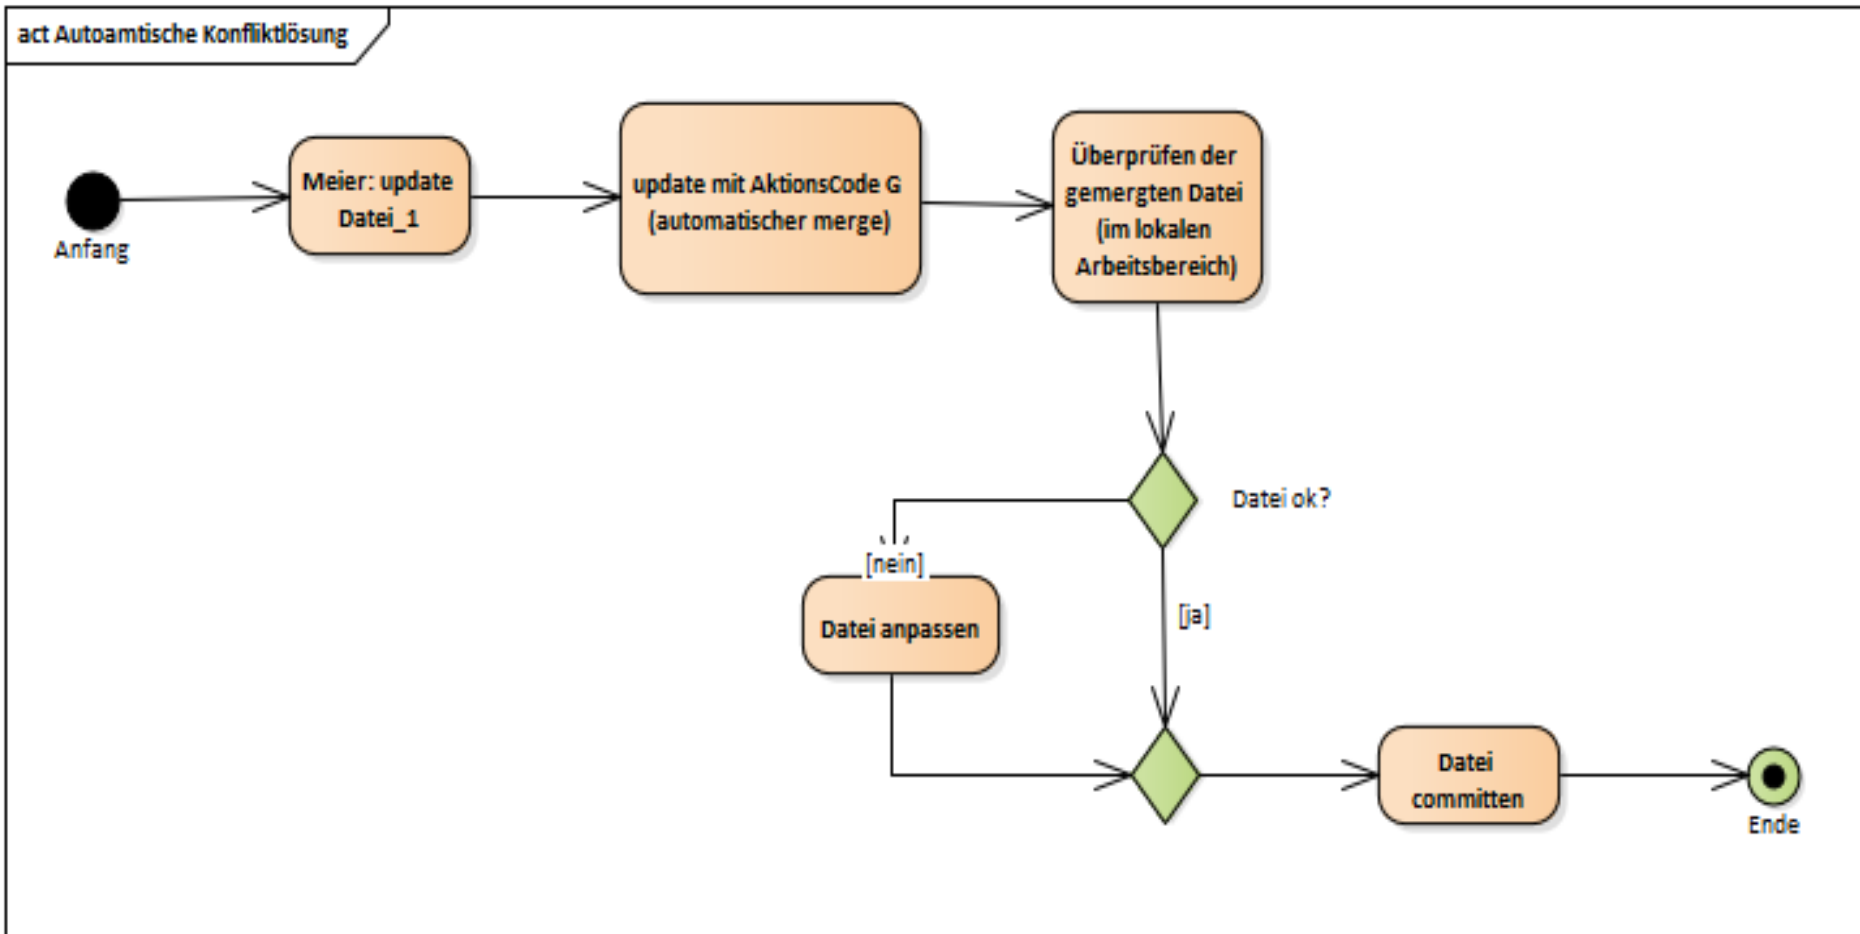 act Autoamtische Konfliktlösung
Anfang
Meier: update
Datei_1
update mit AktionsCode G
(automatischer merge)
Überprüfen der
gemergten Datei
(im lokalen
Arbeitsbereich)
Datei ok?
[nein]
Datei anpassen
[ja]
Datei
committen
Ende